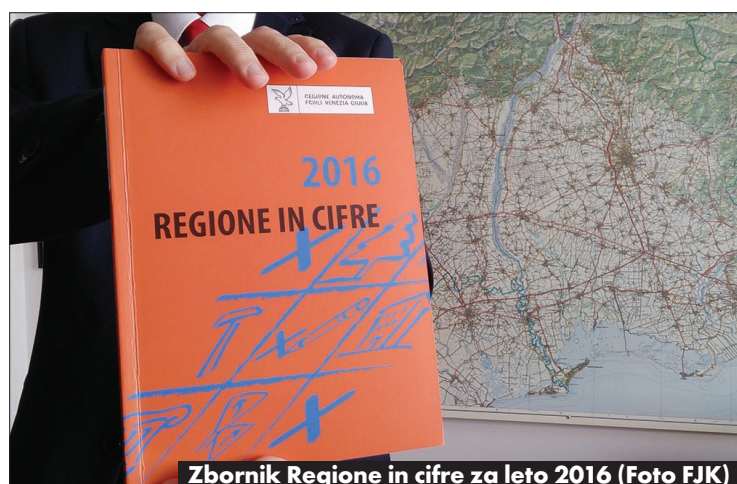 REGIONE AUTONOMA
FRIULI VENEZIA GIULIA
2016
REGIONE IN CIFRE
Zbornik Regione in cifre za leto 2016 (Foto FJK)